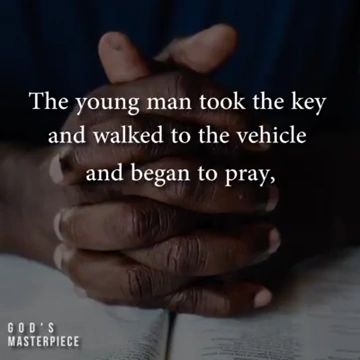 The young man took the key
and walked to the vehicle
and began to pray,
GOD'S
MASTERPIECE